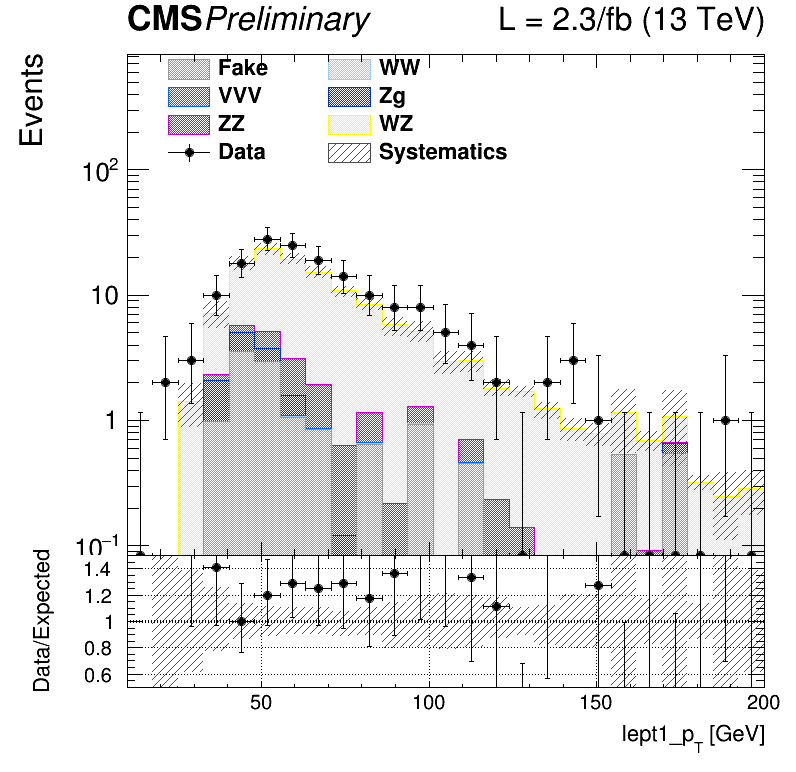 CMS Preliminary L = 2.3/fb (13 TeV)
Events
Fake WW
VVV Zg
ZZ WZ
Data Systematics
10²
10
1
10⁻¹
Data/Expected
1.4
1.2
1
0.8
0.6
50 100 150 200
lept1_p_T [GeV]